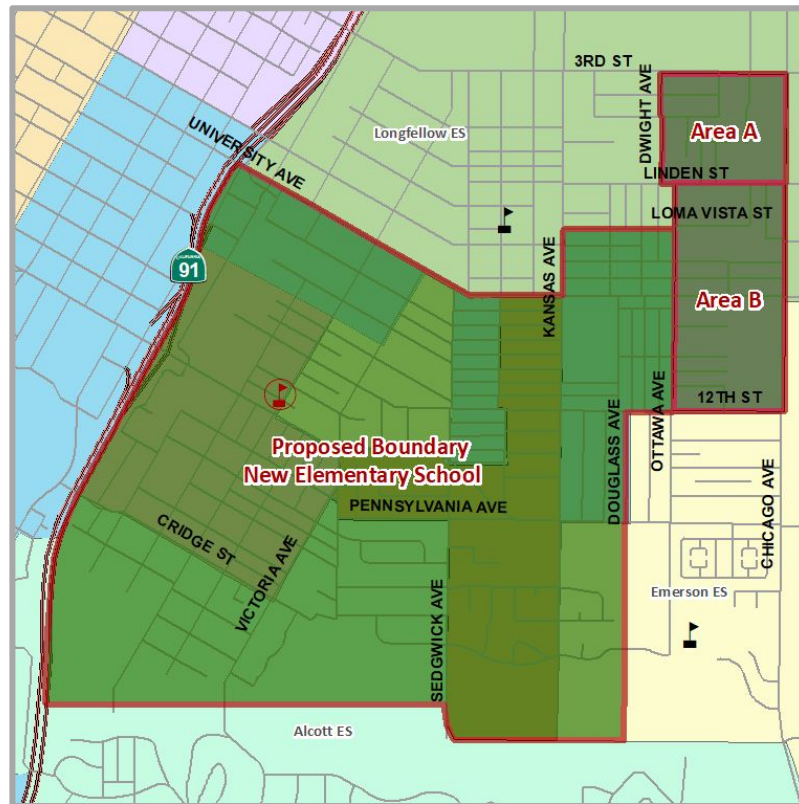 3RD ST
DWIGHT AVE
Area A
UNIVERSITY AVE
Longfellow ES
LINDEN ST
LOMA VISTA ST
91
KANSAS AVE
Area B
12TH ST
OTTAWA AVE
DOUGLASS AVE
Proposed Boundary
New Elementary School
PENNSYLVANIA AVE
CHICAGO AVE
CRIDGE ST
VICTORIA AVE
SEDGWICK AVE
Emerson ES
Alcott ES